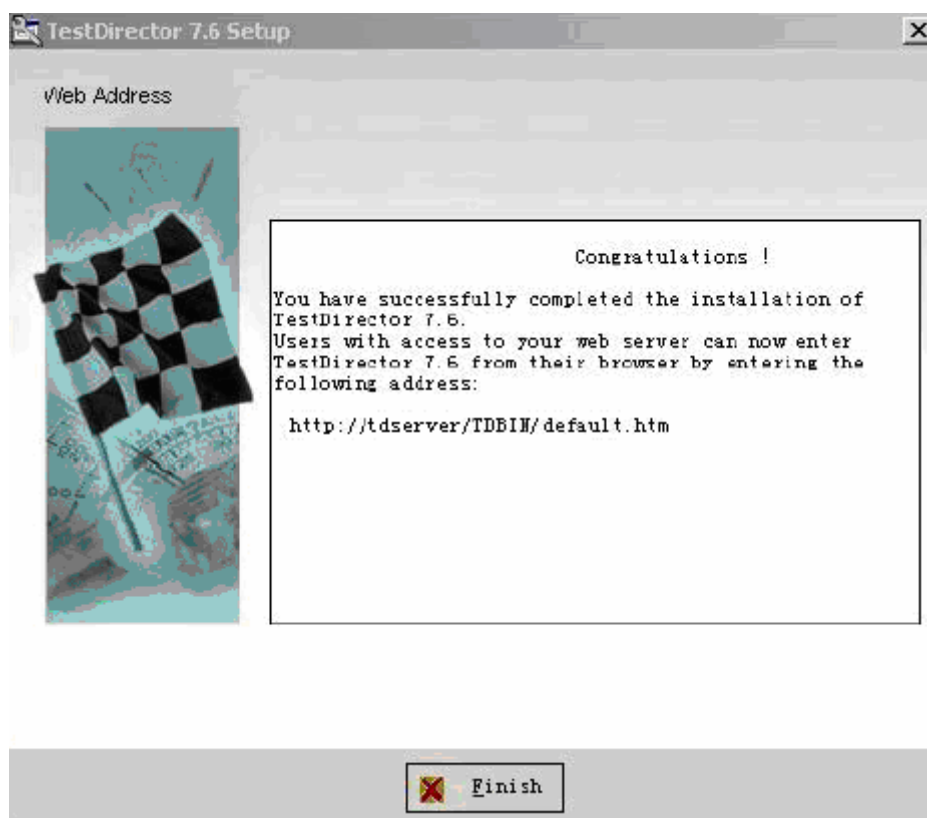 TestDirector 7.6 Setup
Web Address
Congratulations !
You have successfully completed the installation of
TestDirector 7.6.
Users with access to your web server can now enter
TestDirector 7.6 from their browser by entering the
following address:
http://tdserver/TDBIN/default.htm
Finish